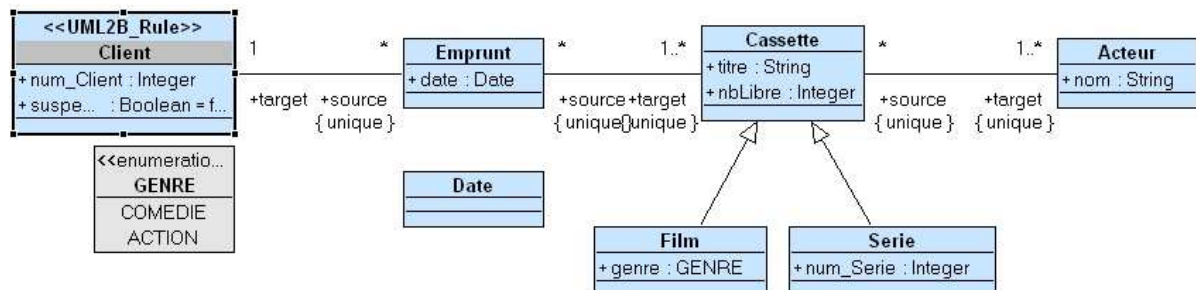 <<UML2B_Rule>>
Client
+ num_Client : Integer
+ suspe... : Boolean = f...
1
*
+target
+source
{ unique }
Emprunt
+ date : Date
*
1..*
+source
+target
{ unique }
{ unique }
Cassette
+ titre : String
+ nbLibre : Integer
*
1..*
+source
{ unique }
+target
{ unique }
Acteur
+ nom : String
<<enumeratio...
GENRE
COMEDIE
ACTION
Date
Film
+ genre : GENRE
Serie
+ num_Serie : Integer